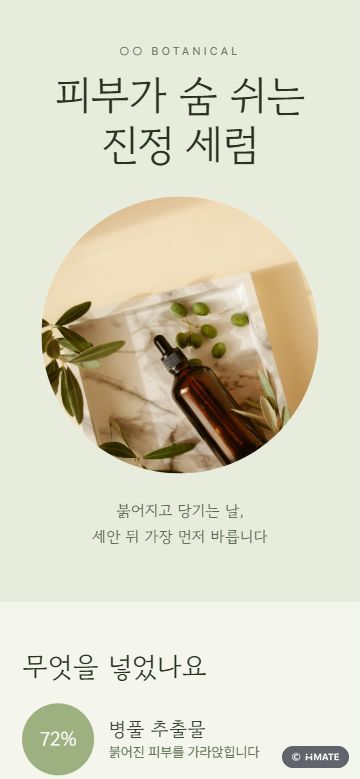 ○○ BOTANICAL
피부가 숨 쉬는
진정 세럼
붉어지고 당기는 날,
세안 뒤 가장 먼저 바릅니다
무엇을 넣었나요
72%
병풀 추출물
붉어진 피부를 가라앉힙니다
© MATE